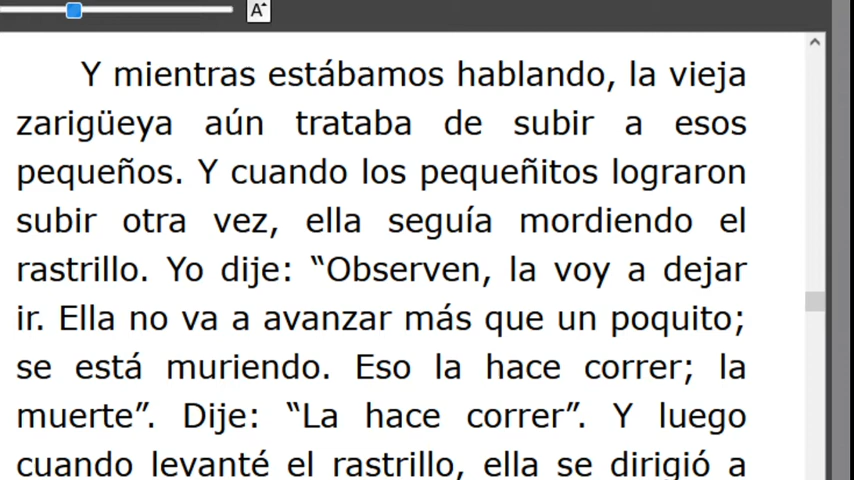 A
Y mientras estábamos hablando, la vieja
zarigüeya aún trataba de subir a esos
pequeños. Y cuando los pequeñitos lograron
subir otra vez, ella seguía mordiendo el
rastrillo. Yo dije: “Observen, la voy a dejar
ir. Ella no va a avanzar más que un poquito;
se está muriendo. Eso la hace correr; la
muerte”. Dije: “La hace correr”. Y luego
cuando levanté el rastrillo, ella se dirigió a